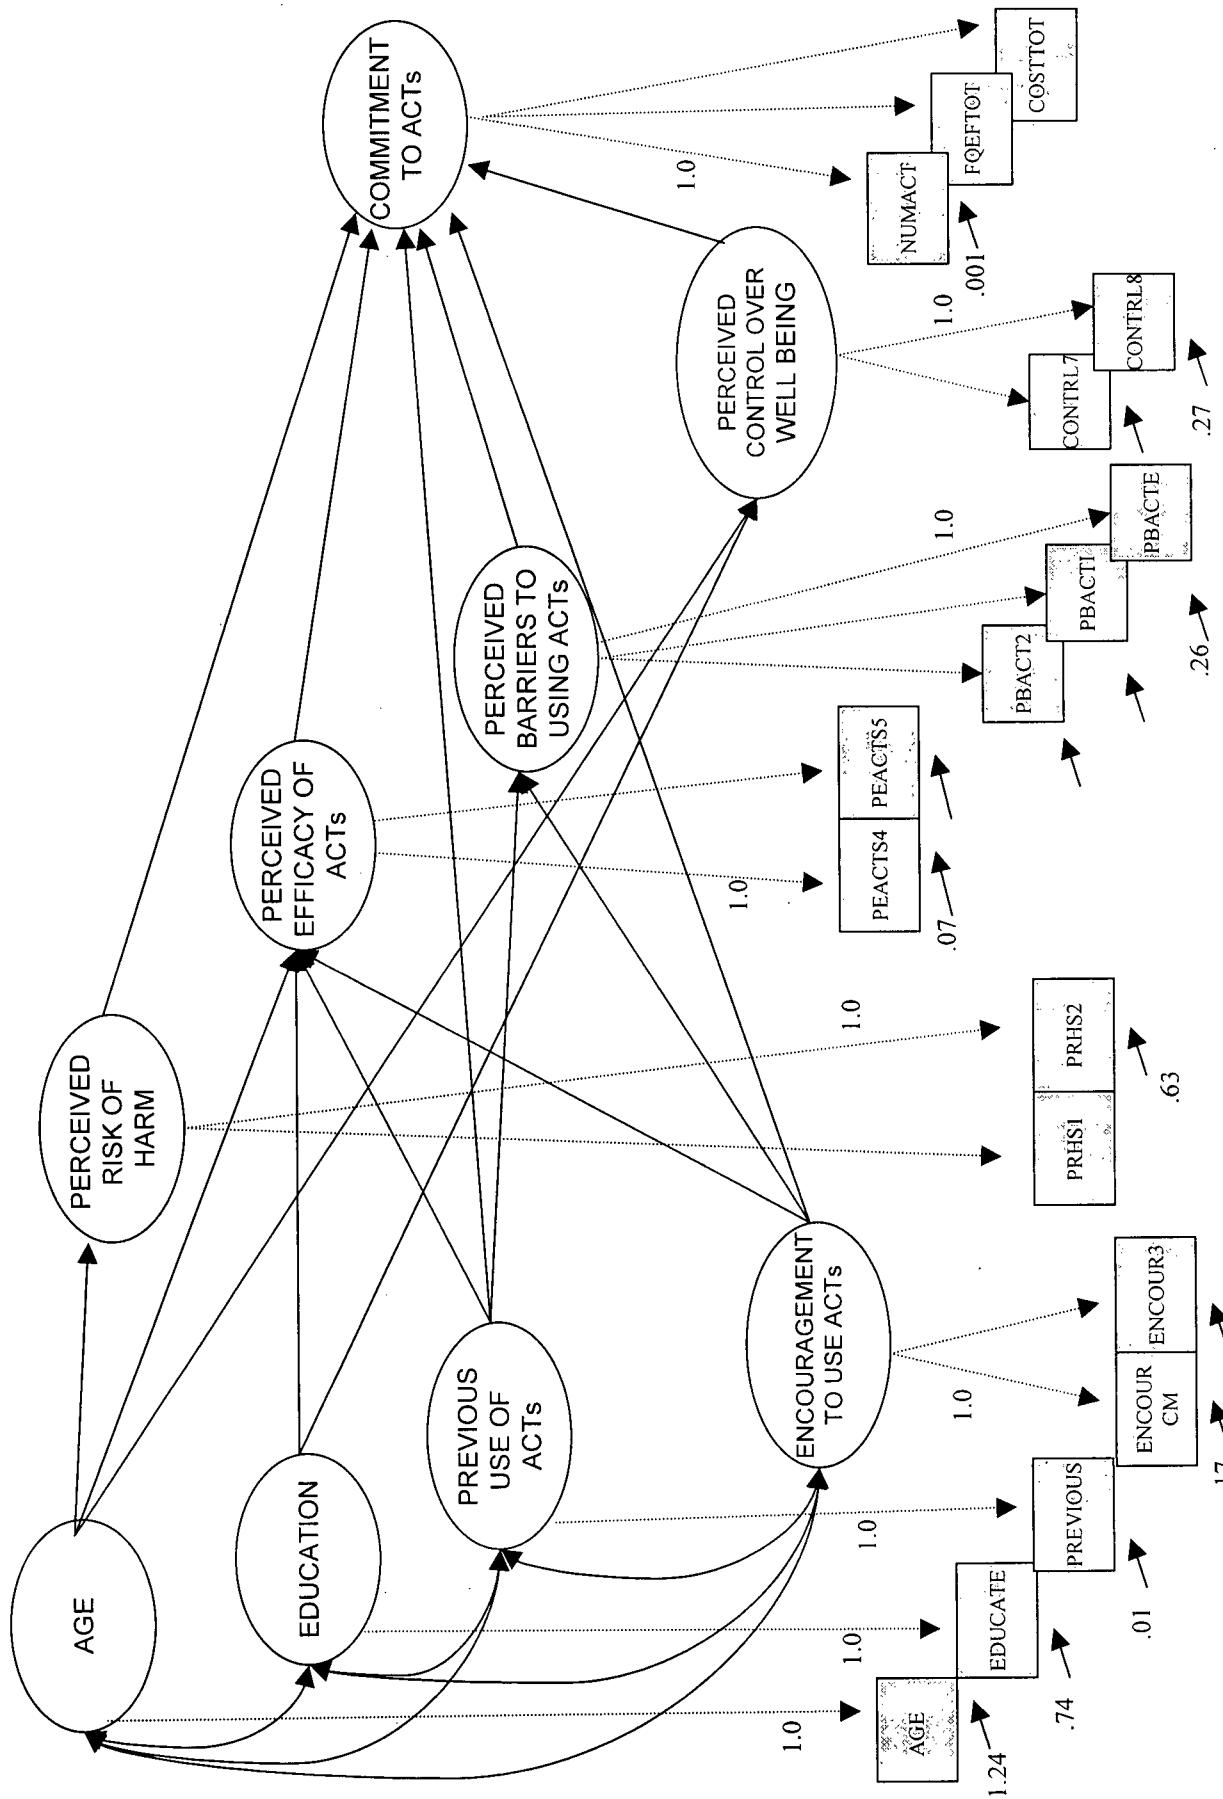 AGE
PERCEIVED
RISK OF
HARM
EDUCATION
PERCEIVED
EFFICACY OF
ACTs
COMMITMENT
TO ACTs
PREVIOUS
USE OF
ACTs
PERCEIVED
BARRIERS TO
USING ACTs
PERCEIVED
CONTROL OVER
WELL BEING
ENCOURAGEMENT
TO USE ACTs
1.0
1.0
1.0
1.0
1.0
1.0
1.0
1.0
1.0
AGE
EDUCATE
PREVIOUS
ENCOUR
CM
ENCOUR3
PRHS1
PRHS2
PEACTS4
PEACTS5
PBACT2
PBACT1
PBACTE
CONTRL7
CONTRL8
NUMACT
FQEFTOT
COSTTOT
1.24
.74
.01
.63
.07
.26
.27
.001